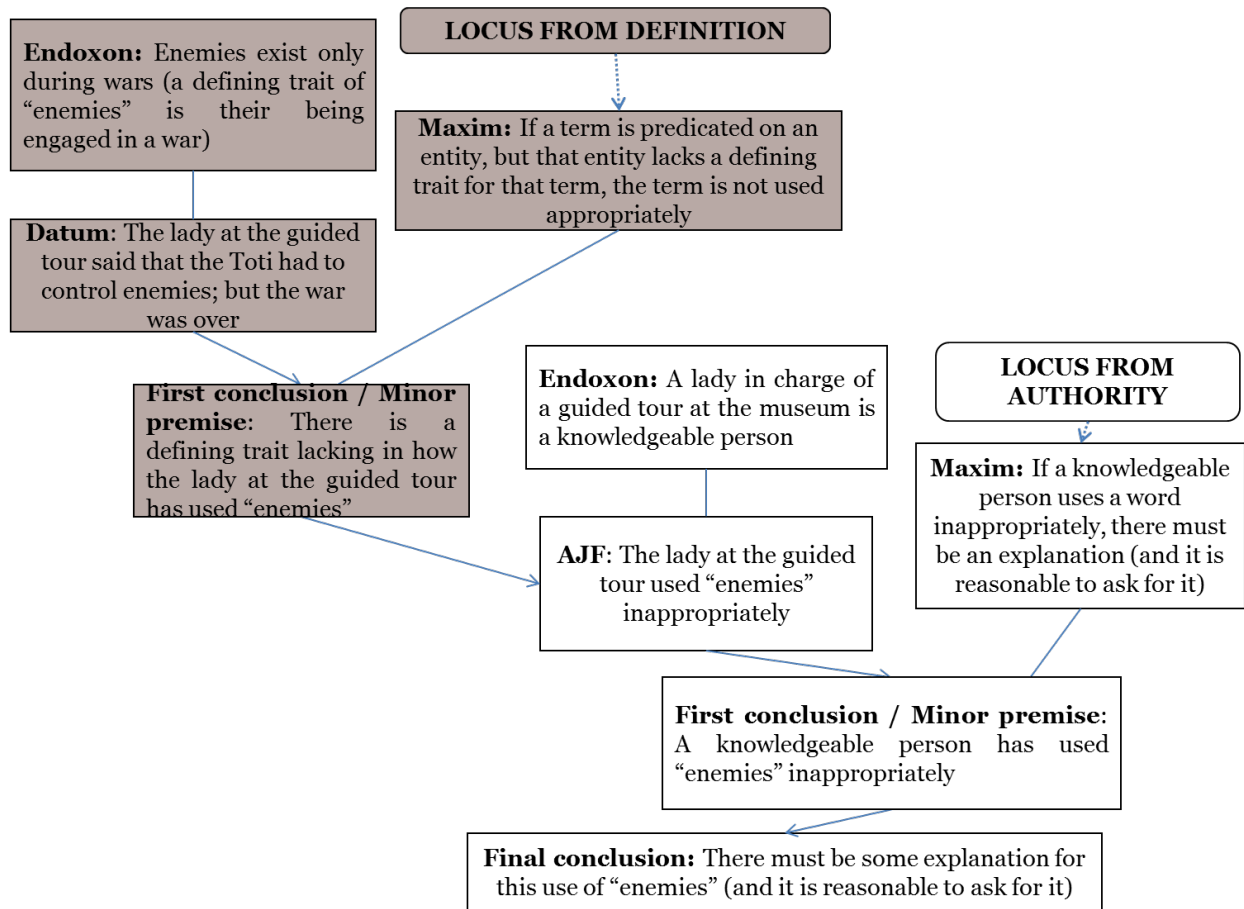 Endoxon: Enemies exist only
during wars (a defining trait of
“enemies” is their being
engaged in a war)
LOCUS FROM DEFINITION
Maxim: If a term is predicated on an
entity, but that entity lacks a defining
trait for that term, the term is not used
appropriately
Datum: The lady at the guided
tour said that the Toti had to
control enemies; but the war
was over
First conclusion / Minor
premise: There is a
defining trait lacking in how
the lady at the guided tour
has used “enemies”
Endoxon: A lady in charge of
a guided tour at the museum is
a knowledgeable person
LOCUS FROM
AUTHORITY
Maxim: If a knowledgeable
person uses a word
inappropriately, there must
be an explanation (and it is
reasonable to ask for it)
AJF: The lady at the guided
tour used “enemies”
inappropriately
First conclusion / Minor premise:
A knowledgeable person has used
“enemies” inappropriately
Final conclusion: There must be some explanation for
this use of “enemies” (and it is reasonable to ask for it)